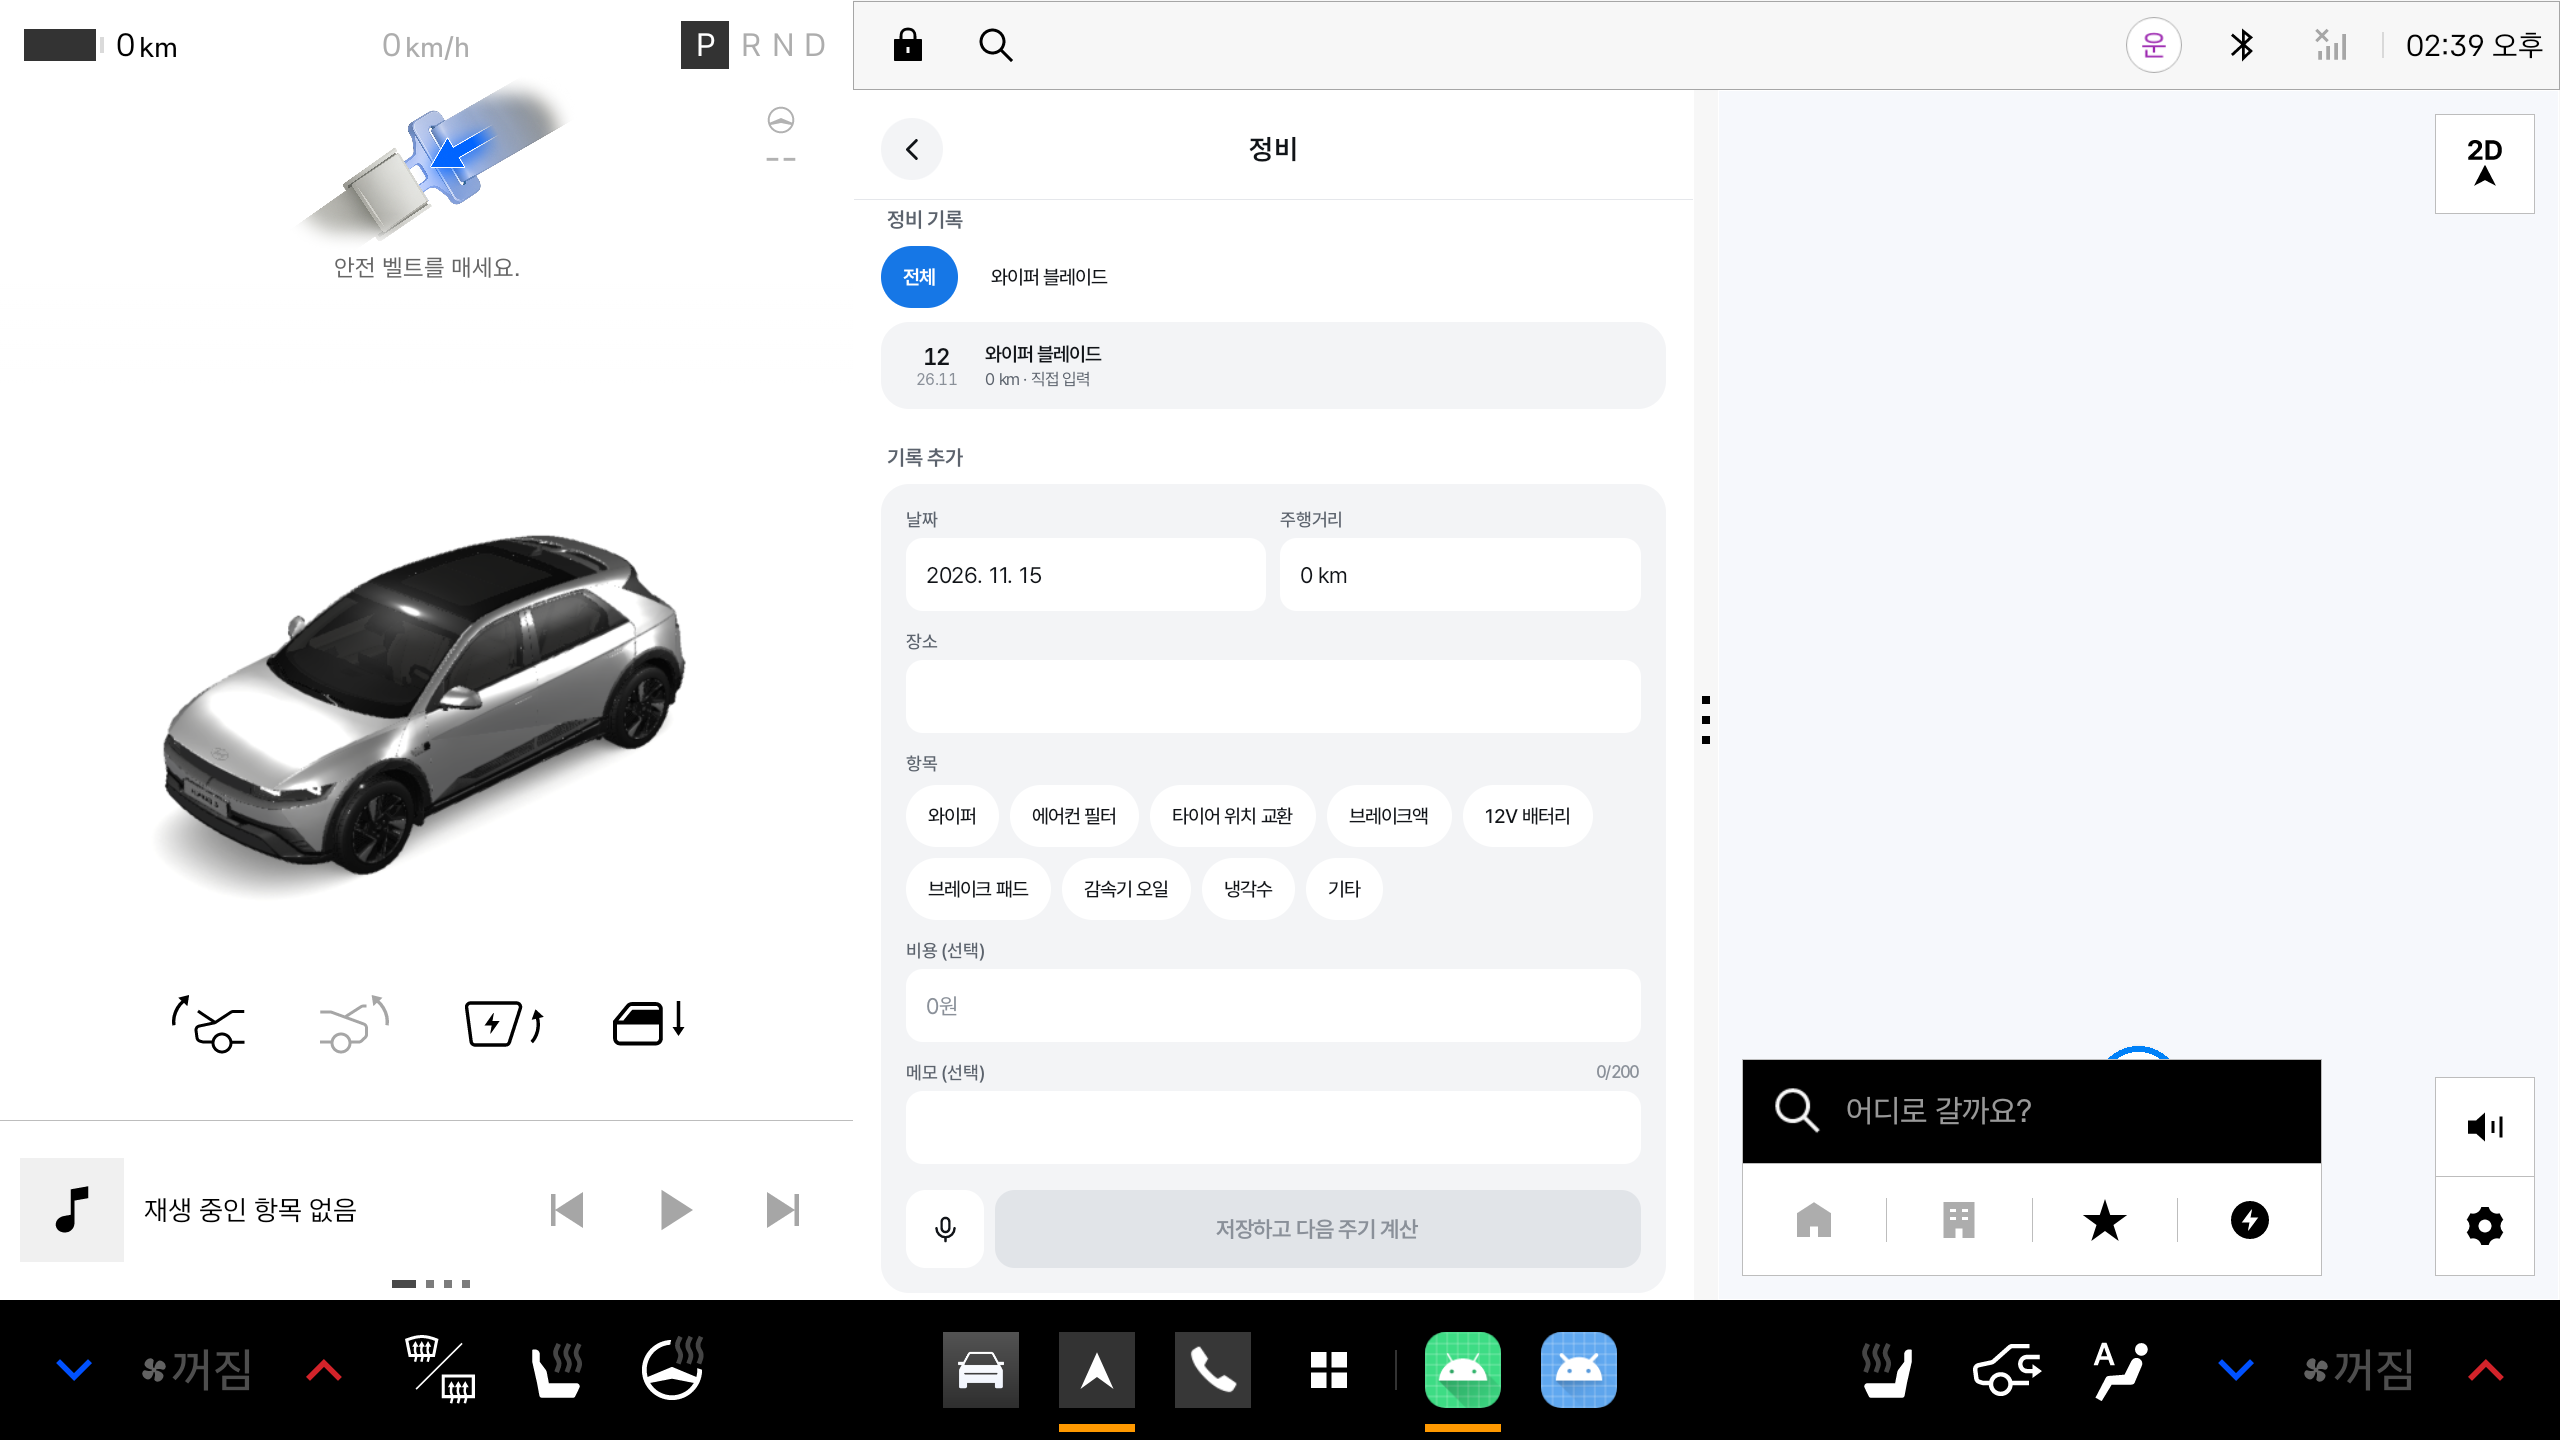 0 km
0 km/h
P R N D
운
02:39 오후
안전 벨트를 매세요.
정비
정비 기록
전체
와이퍼 블레이드
12
26.11
와이퍼 블레이드
0 km · 직접 입력
기록 추가
날짜
주행거리
2026. 11. 15
0 km
장소
항목
와이퍼
에어컨 필터
타이어 위치 교환
브레이크액
12V 배터리
브레이크 패드
감속기 오일
냉각수
기타
비용 (선택)
0원
메모 (선택)
0/200
저장하고 다음 주기 계산
2D
어디로 갈까요?
재생 중인 항목 없음
꺼짐
A
꺼짐